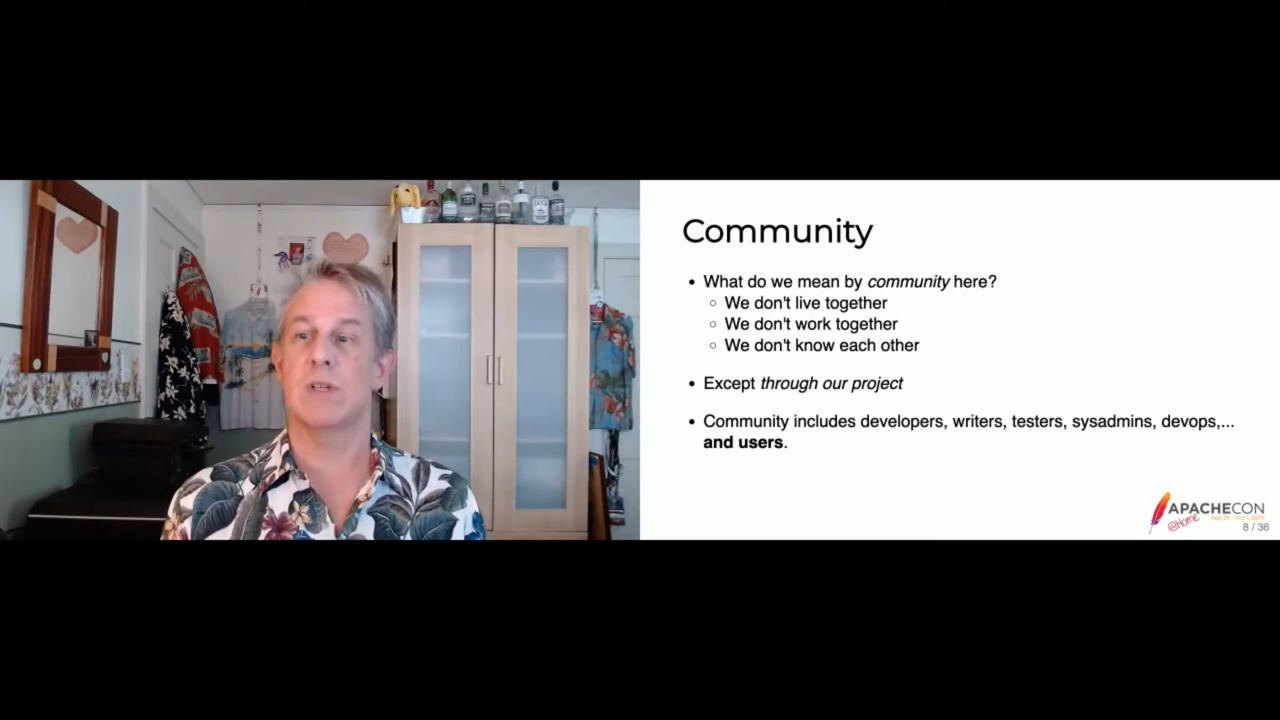 Community
• What do we mean by community here?
○ We don't live together
○ We don't work together
○ We don't know each other
• Except through our project
• Community includes developers, writers, testers, sysadmins, devops,...
and users.
APACHECON
@Home
8 / 36